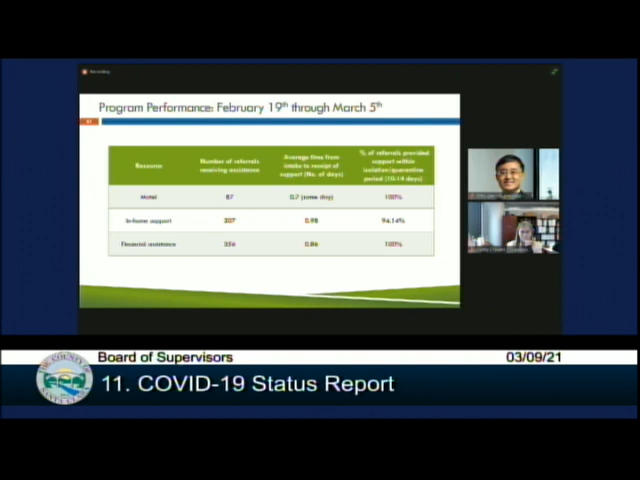 Recording
Program Performance: February 19th through March 5th
Resource
Number of referrals
receiving assistance
Average time from
intake to receipt of
support (No. of days)
% of referrals provided
support within
isolation/quarantine
period (10-14 days)
Motel
87
0.7 (same day)
100%
In-home support
307
0.98
94.14%
Financial assistance
356
0.86
100%
Board of Supervisors
03/09/21
THE COUNTY OF
11. COVID-19 Status Report